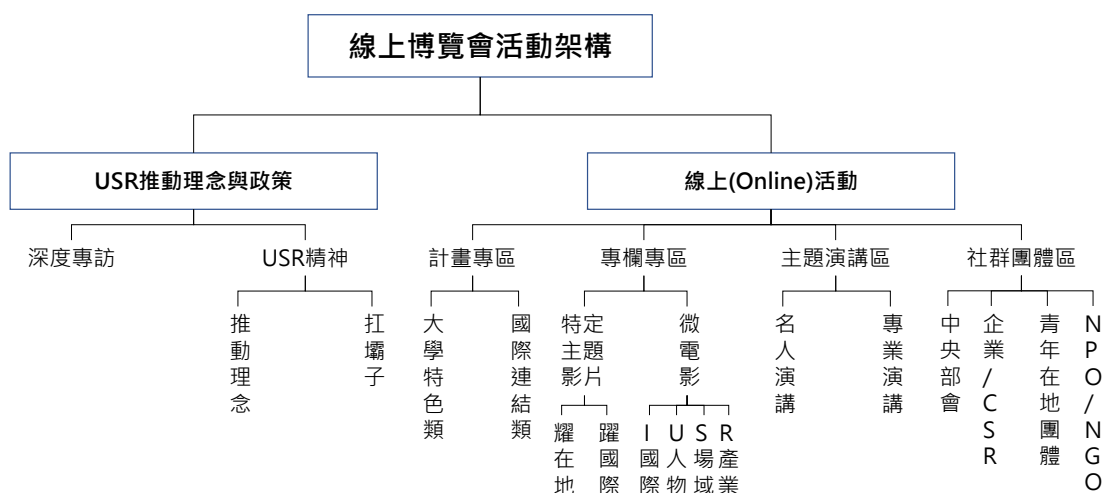 線上博覽會活動架構
USR推動理念與政策
線上(Online)活動
深度專訪
USR精神
計畫專區
專欄專區
主題演講區
社群團體區
推動理念
扛壩子
大學特色類
國際連結類
特定主題影片
微電影
名人演講
專業演講
中央部會
企業/CSR
青年在地團體
NPO/NGO
耀在地
躍國際
I國際
U人物
S場域
R產業